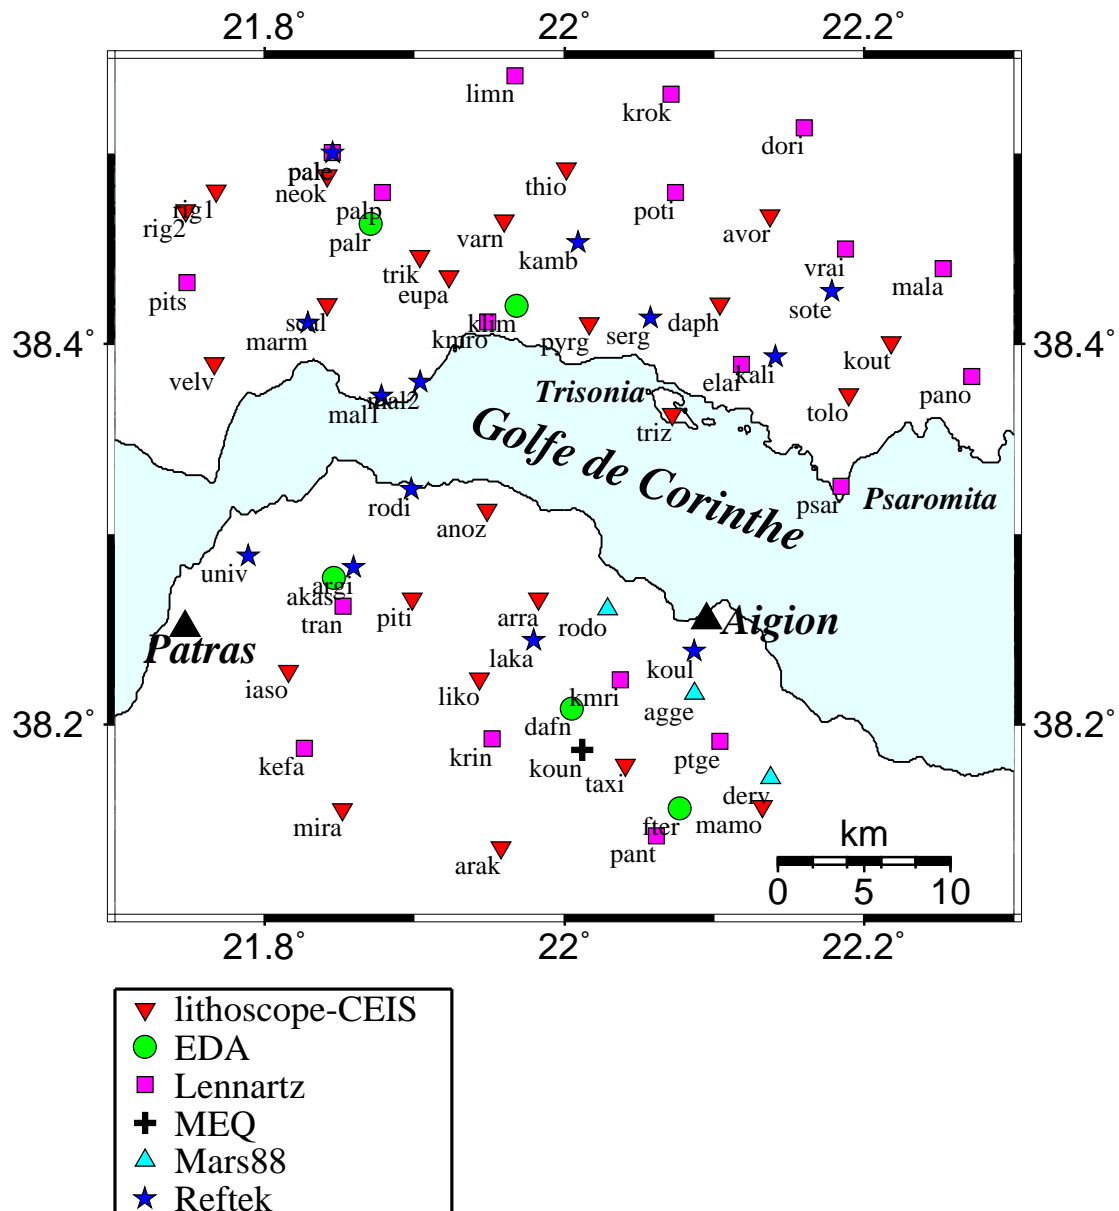 21.8˚ 22˚ 22.2˚
limn
krok
dori
pale
neok
thio
rig1
palp
poti
rig2
palr
varn
avor
kamb
trik
vrai
eupa
mala
pits
sote
soul
klim
daph
marm
kmro
pyrg
serg
38.4˚ 38.4˚
kout
velv
elat
kali
Trisonia
pano
mal1
mal2
tolo
triz
Golfe de Corinthe
psar
Psaromita
rodi
anoz
univ
argi
akas
tran
piti
arra
rodo
Aigion
Patras
laka
koul
iaso
liko
kmri
agge
dafn
38.2˚ 38.2˚
kefa
krin
koun
ptge
taxi
derv
mira
fter
mamo
km
pant
arak
0 5 10
21.8˚ 22˚ 22.2˚
lithoscope-CEIS
EDA
Lennartz
MEQ
Mars88
Reftek